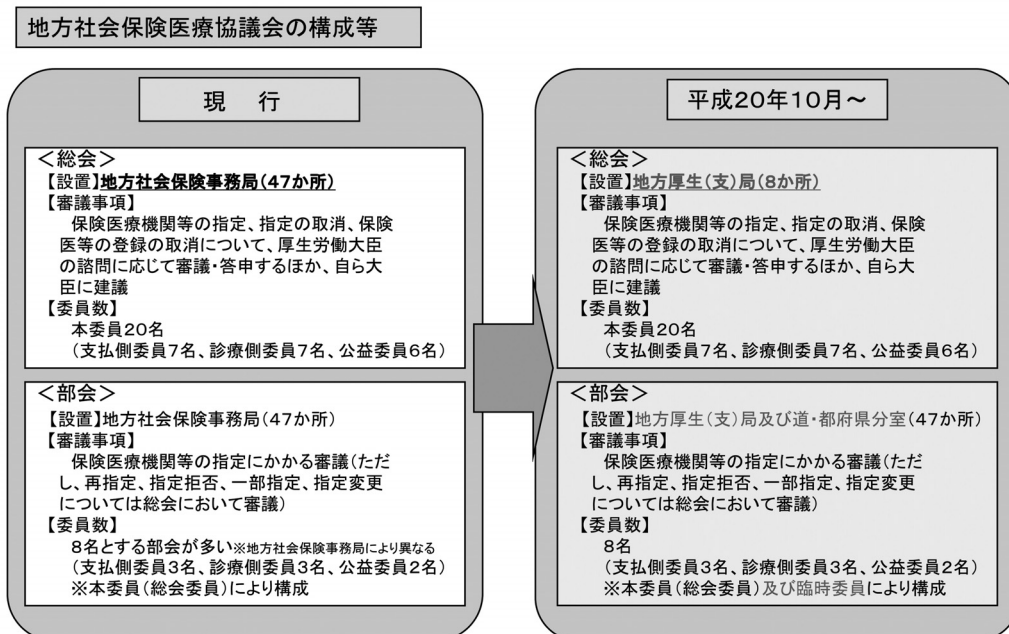 地方社会保険医療協議会の構成等
現　行
＜総会＞
【設置】地方社会保険事務局(47か所)
【審議事項】
保険医療機関等の指定、指定の取消、保険
医等の登録の取消について、厚生労働大臣
の諮問に応じて審議・答申するほか、自ら大
臣に建議
【委員数】
本委員20名
(支払側委員7名、診療側委員7名、公益委員6名)
＜部会＞
【設置】地方社会保険事務局(47か所)
【審議事項】
保険医療機関等の指定にかかる審議(ただ
し、再指定、指定拒否、一部指定、指定変更
については総会において審議)
【委員数】
8名とする部会が多い※地方社会保険事務局により異なる
(支払側委員3名、診療側委員3名、公益委員2名)
※本委員(総会委員)により構成
平成20年10月～
＜総会＞
【設置】地方厚生(支)局(8か所)
【審議事項】
保険医療機関等の指定、指定の取消、保険
医等の登録の取消について、厚生労働大臣
の諮問に応じて審議・答申するほか、自ら大
臣に建議
【委員数】
本委員20名
(支払側委員7名、診療側委員7名、公益委員6名)
＜部会＞
【設置】地方厚生(支)局及び道・都府県分室(47か所)
【審議事項】
保険医療機関等の指定にかかる審議(ただ
し、再指定、指定拒否、一部指定、指定変更
については総会において審議)
【委員数】
8名
(支払側委員3名、診療側委員3名、公益委員2名)
※本委員(総会委員)及び臨時委員により構成